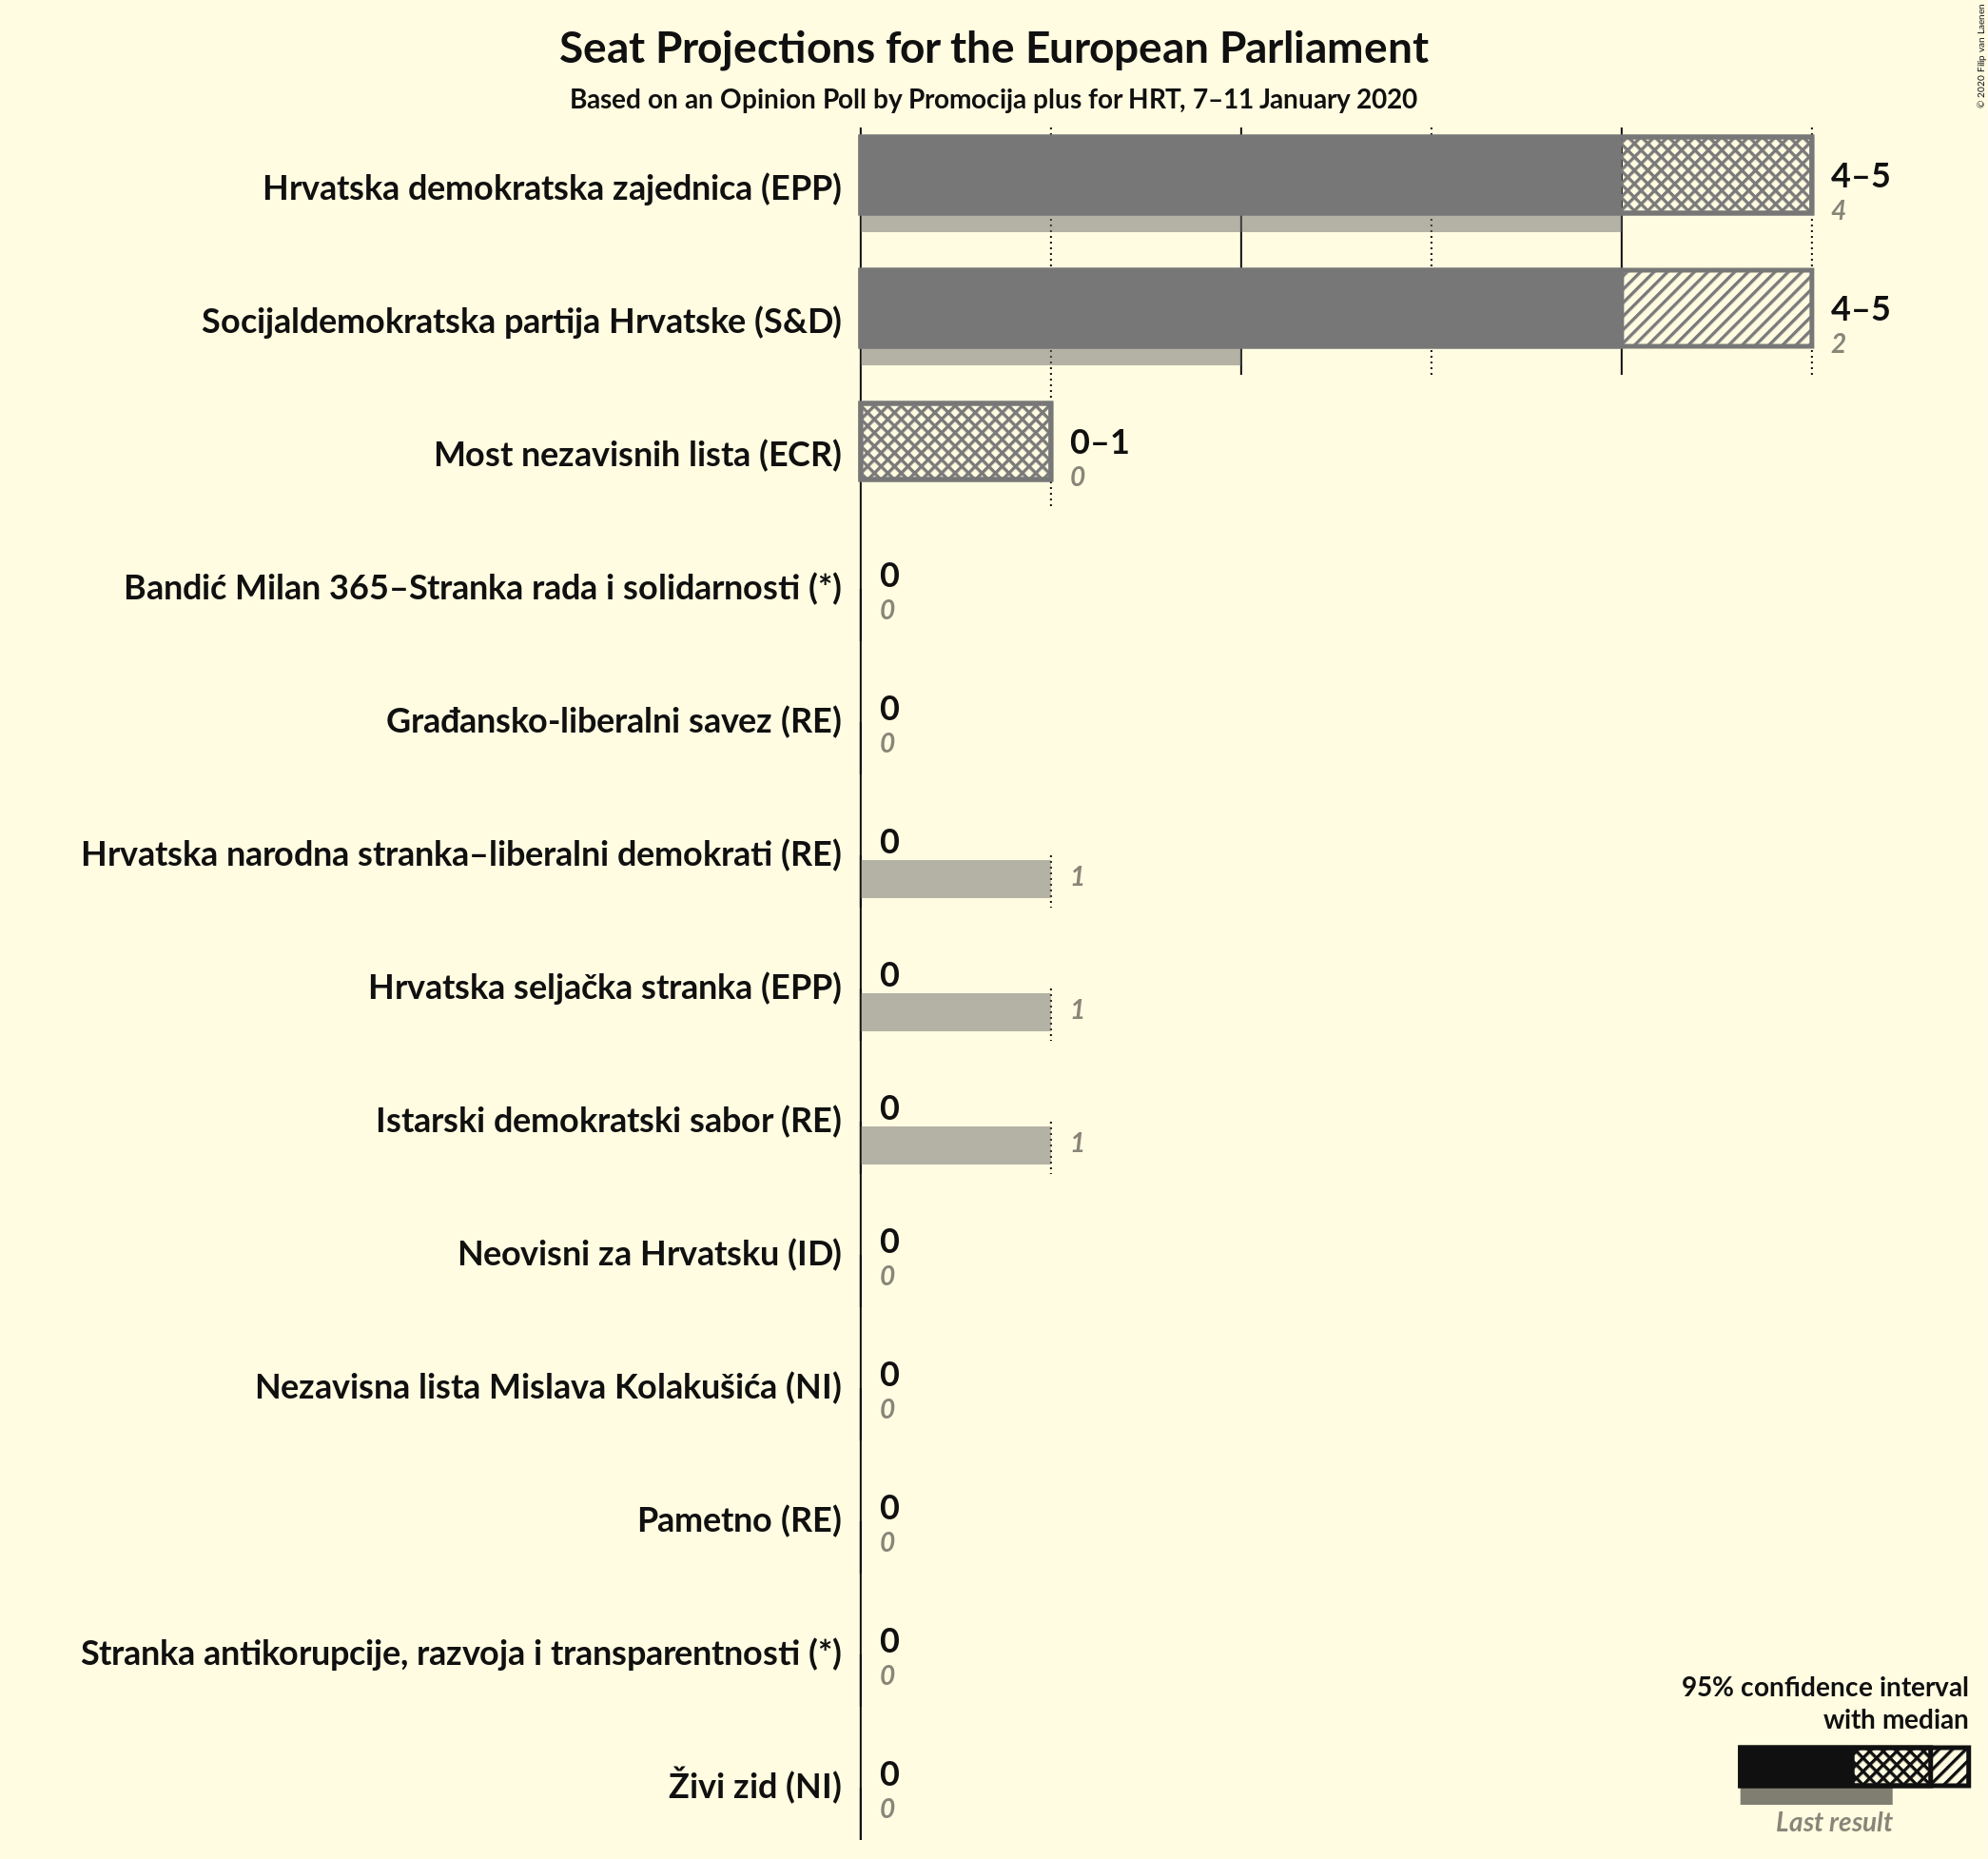 Seat Projections for the European Parliament
Based on an Opinion Poll by Promocija plus for HRT, 7–11 January 2020
© 2020 Filip van Laenen
Hrvatska demokratska zajednica (EPP)
4–5
4
Socijaldemokratska partija Hrvatske (S&D)
4–5
2
Most nezavisnih lista (ECR)
0–1
0
Bandić Milan 365–Stranka rada i solidarnosti (*)
0
0
Građansko-liberalni savez (RE)
0
0
Hrvatska narodna stranka–liberalni demokrati (RE)
0
1
Hrvatska seljačka stranka (EPP)
0
1
Istarski demokratski sabor (RE)
0
1
Neovisni za Hrvatsku (ID)
0
0
Nezavisna lista Mislava Kolakušića (NI)
0
0
Pametno (RE)
0
0
Stranka antikorupcije, razvoja i transparentnosti (*)
0
0
Živi zid (NI)
0
0
95% confidence interval
with median
Last result